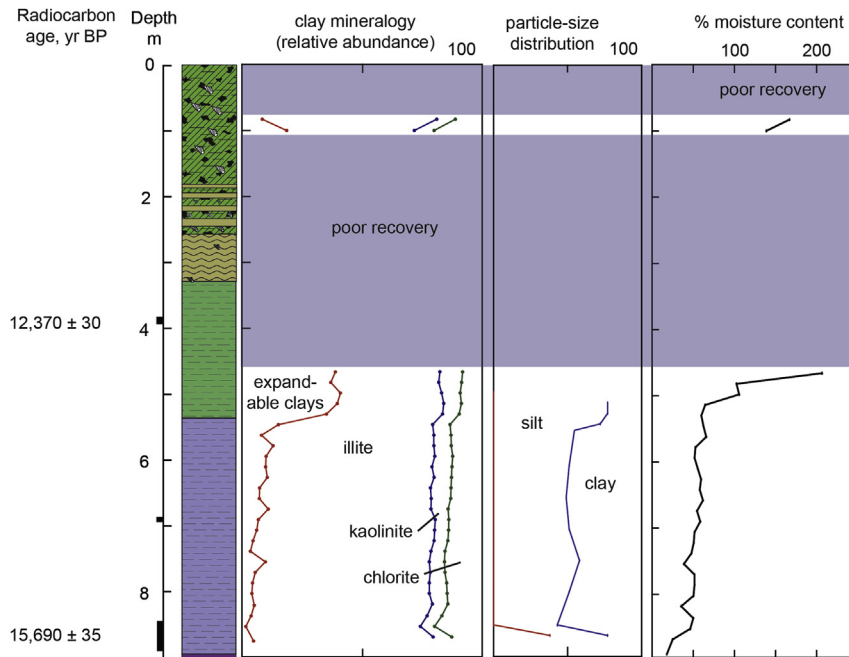 Radiocarbon
age, yr BP
Depth
m
clay mineralogy
(relative abundance)
100
particle-size
distribution
100
% moisture content
100
200
0
2
4
6
8
12,370 ± 30
15,690 ± 35
poor recovery
poor recovery
expand-
able clays
illite
kaolinite
chlorite
silt
clay